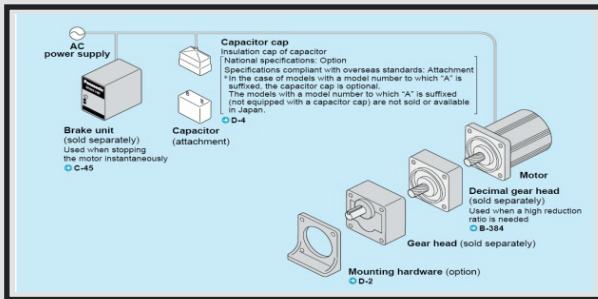 AC
power supply
Capacitor cap
Insulation cap of capacitor
National specifications: Option
Specifications compliant with overseas standards: Attachment
* In the case of models with a model number to which “A” is
suffixed, the capacitor cap is optional.
The models with a model number to which “A” is suffixed
(not equipped with a capacitor cap) are not sold or available
in Japan.
D-4
Brake unit
(sold separately)
Used when stopping
the motor instantaneously
C-45
Capacitor
(attachment)
Motor
Decimal gear head
(sold separately)
Used when a high reduction
ratio is needed
B-384
Gear head (sold separately)
Mounting hardware (option)
D-2